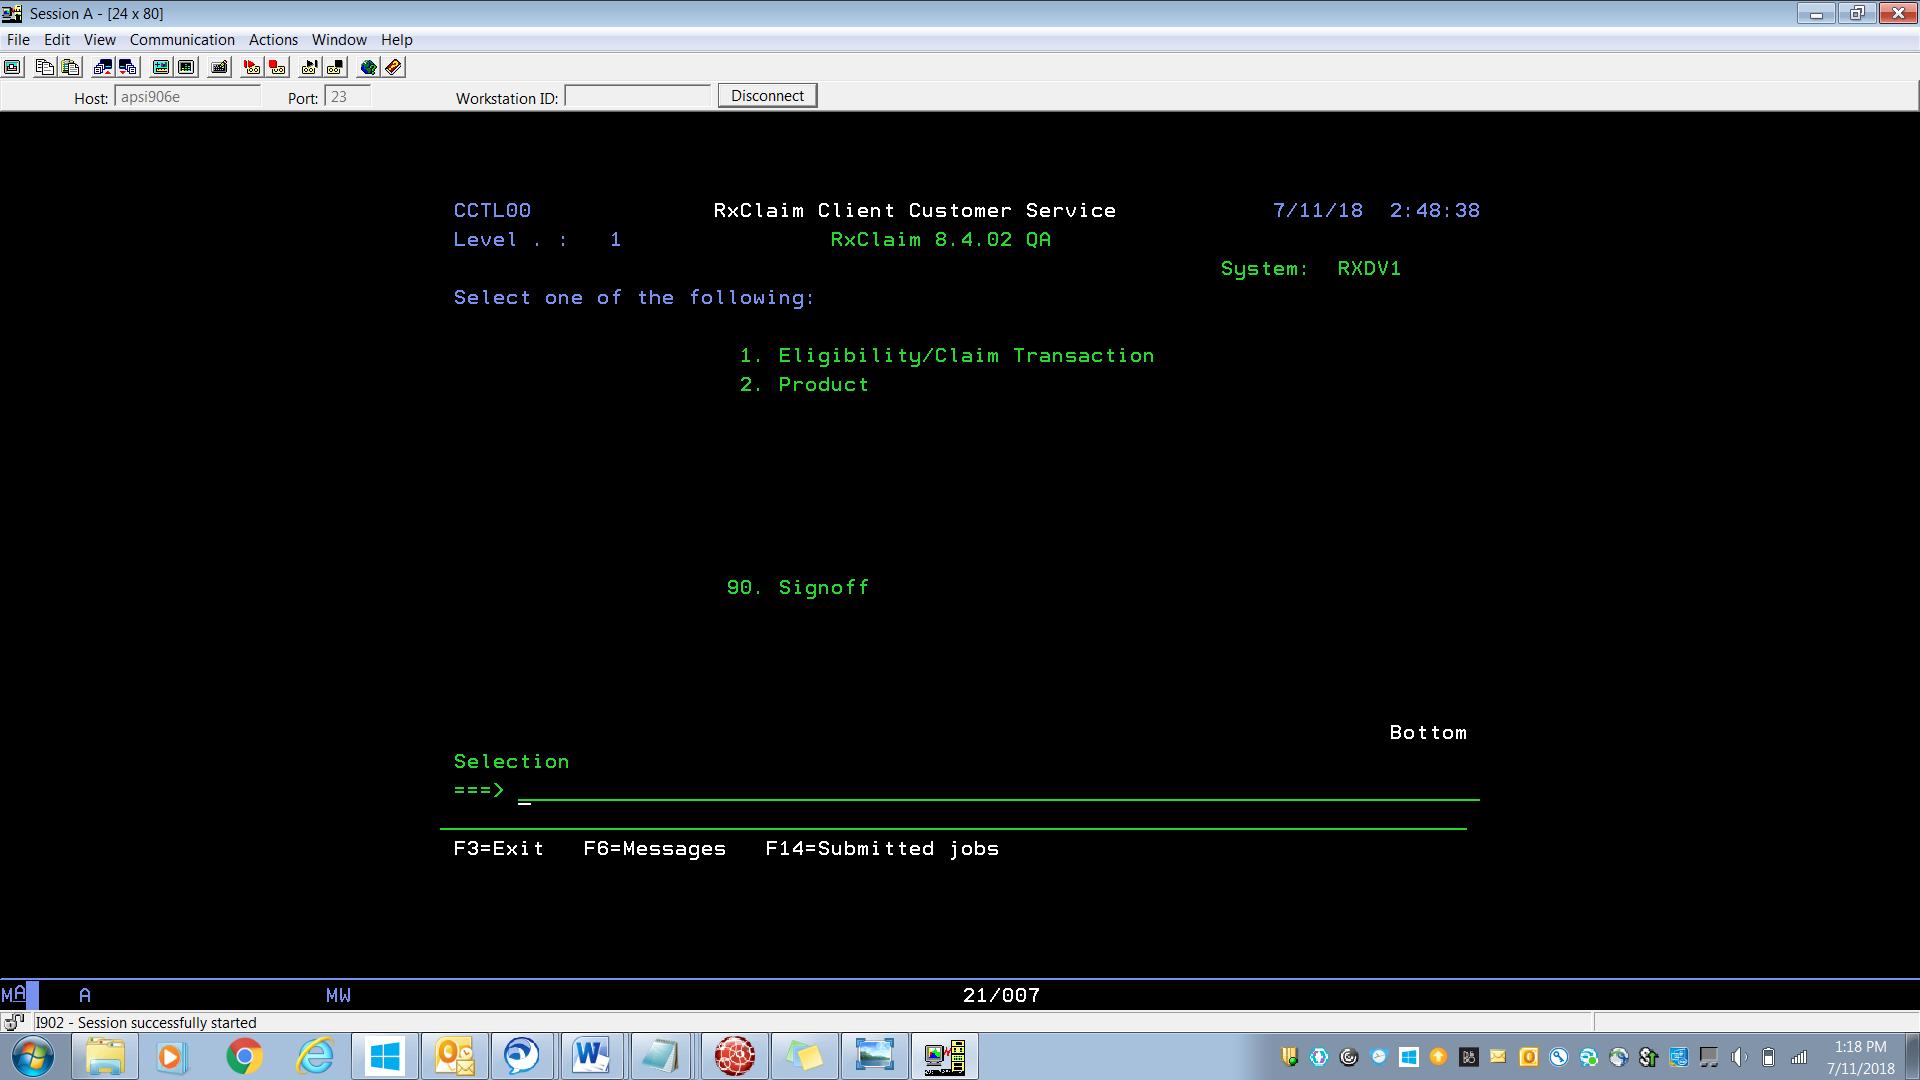 Session A - [24 x 80]
File Edit View Communication Actions Window Help
Host: apsi906e Port: 23 Workstation ID: Disconnect
CCTL00 RxClaim Client Customer Service 7/11/18 2:48:38
Level . : 1 RxClaim 8.4.02 QA
System: RXDV1
Select one of the following:
1. Eligibility/Claim Transaction
2. Product
90. Signoff
Bottom
Selection
===>
F3=Exit F6=Messages F14=Submitted jobs
MA A MW 21/007
I902 - Session successfully started
1:18 PM
7/11/2018